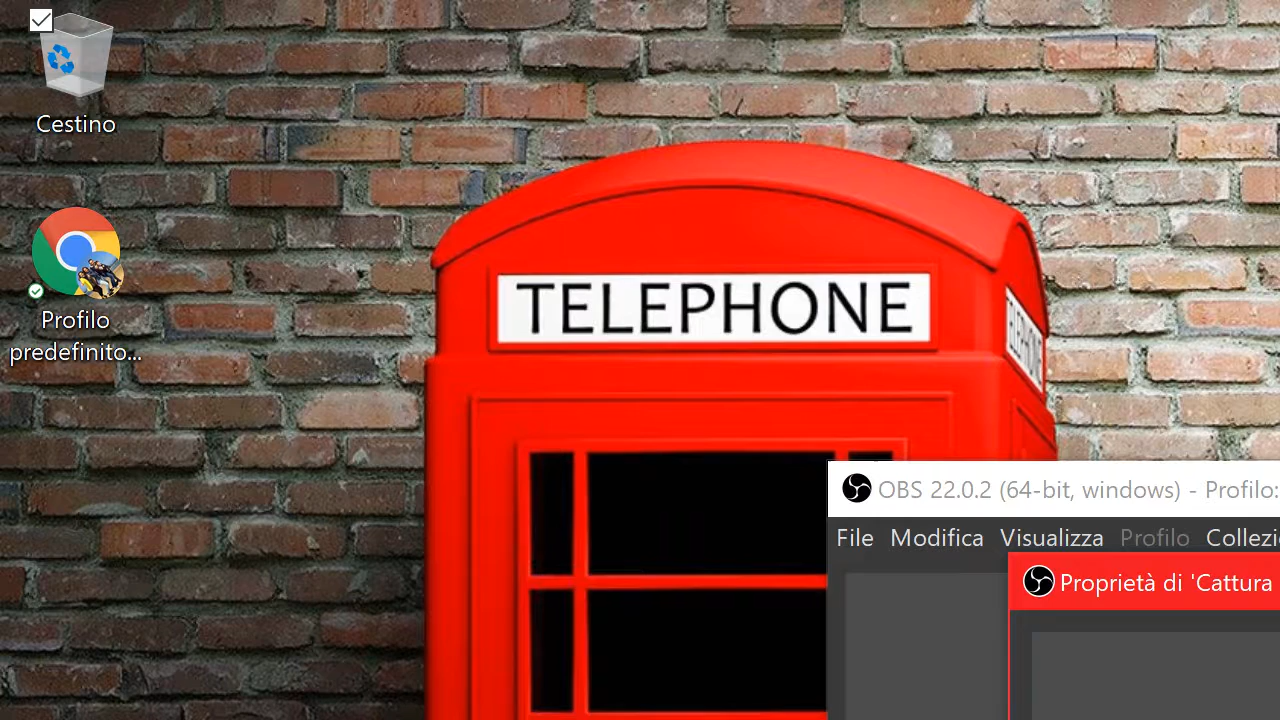 Cestino
Profilo
predefinito...
TELEPHONE
TELEPHONE
OBS 22.0.2 (64-bit, windows) - Profilo:
File Modifica Visualizza Profilo Collezi
Proprietà di 'Cattura